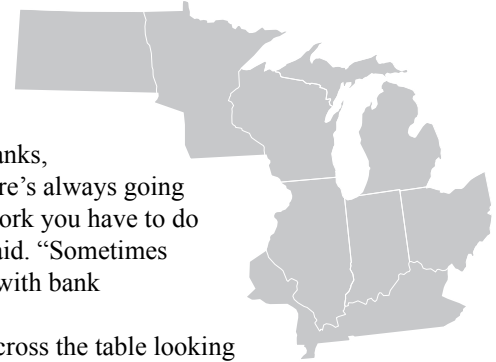 anks,
re’s always going
ork you have to do
aid. “Sometimes
with bank
cross the table looking